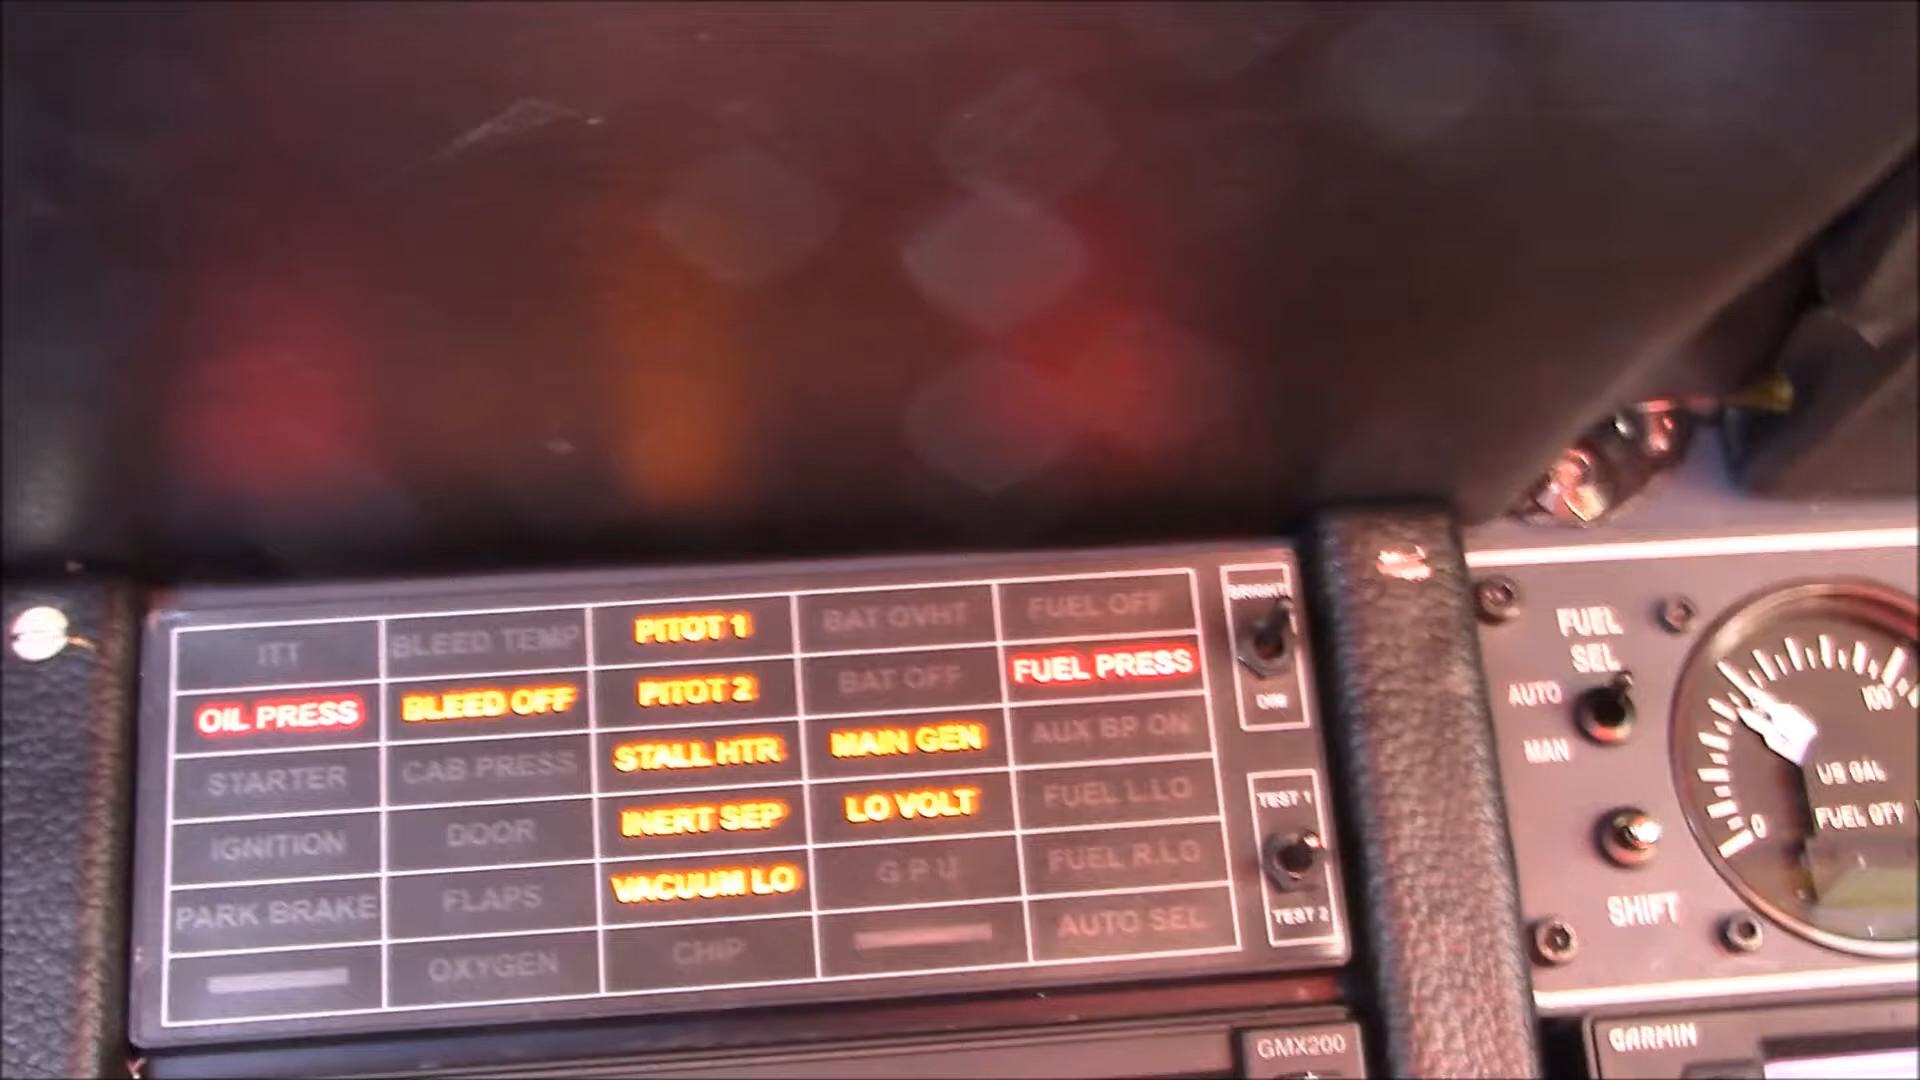 ITT BLEED TEMP PITOT 1 BAT OVHT FUEL OFF
OIL PRESS BLEED OFF PITOT 2 BAT OFF FUEL PRESS
STARTER CAB PRESS STALL HTR MAIN GEN AUX BP ON
IGNITION DOOR INERT SEP LO VOLT FUEL L.LO
PARK BRAKE FLAPS VACUUM LO G P U FUEL R.LO
OXYGEN CHIP AUTO SEL
BRIGHT
DIM
TEST 1
TEST 2
FUEL
SEL
AUTO
MAN
SHIFT
100
0
US GAL
FUEL QTY
GMX200
GARMIN